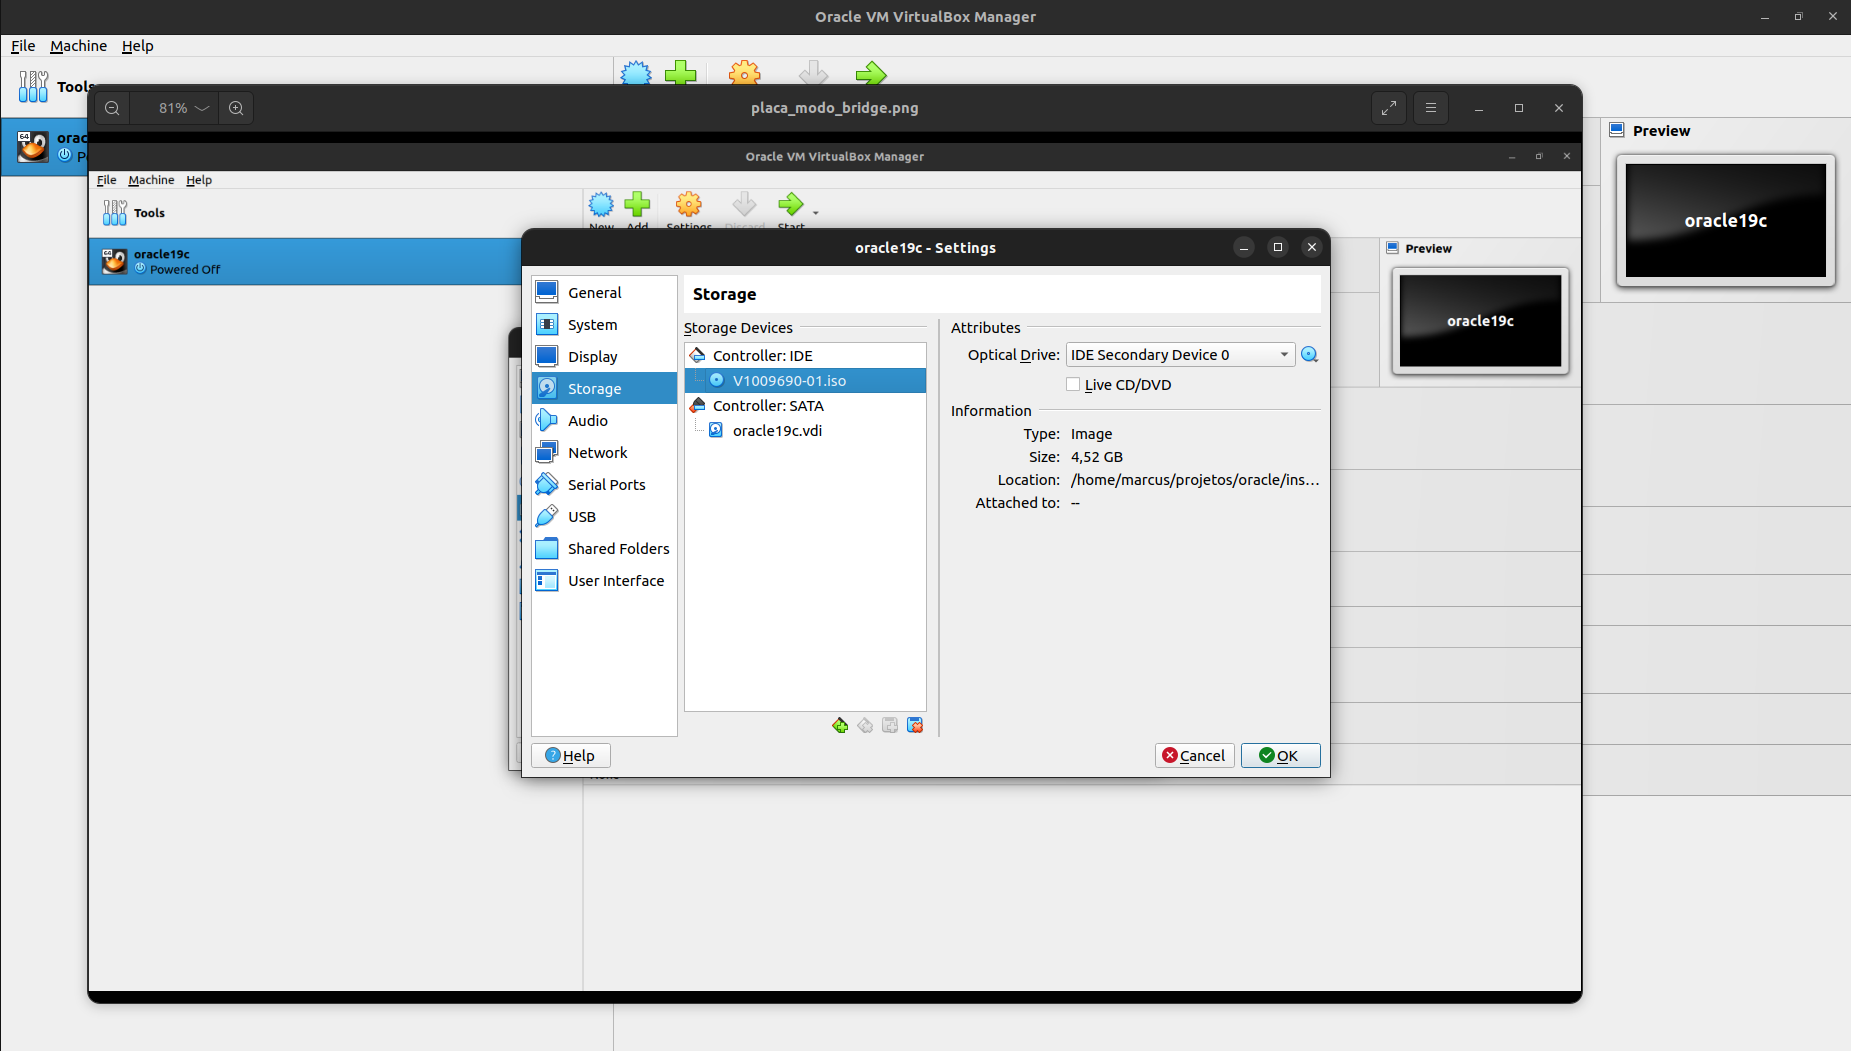 Oracle VM VirtualBox Manager
File Machine Help
Tools
81%
placa_modo_bridge.png
64
Preview
oracle19c
Oracle VM VirtualBox Manager
File Machine Help
Tools
New Add Settings Discard Start
64
oracle19c
Powered Off
Preview
oracle19c
oracle19c - Settings
General
System
Display
Storage
Audio
Network
Serial Ports
USB
Shared Folders
User Interface
Storage
Storage Devices
Controller: IDE
V1009690-01.iso
Controller: SATA
oracle19c.vdi
Attributes
Optical Drive: IDE Secondary Device 0
Live CD/DVD
Information
Type: Image
Size: 4,52 GB
Location: /home/marcus/projetos/oracle/ins...
Attached to: --
Help
Cancel
OK